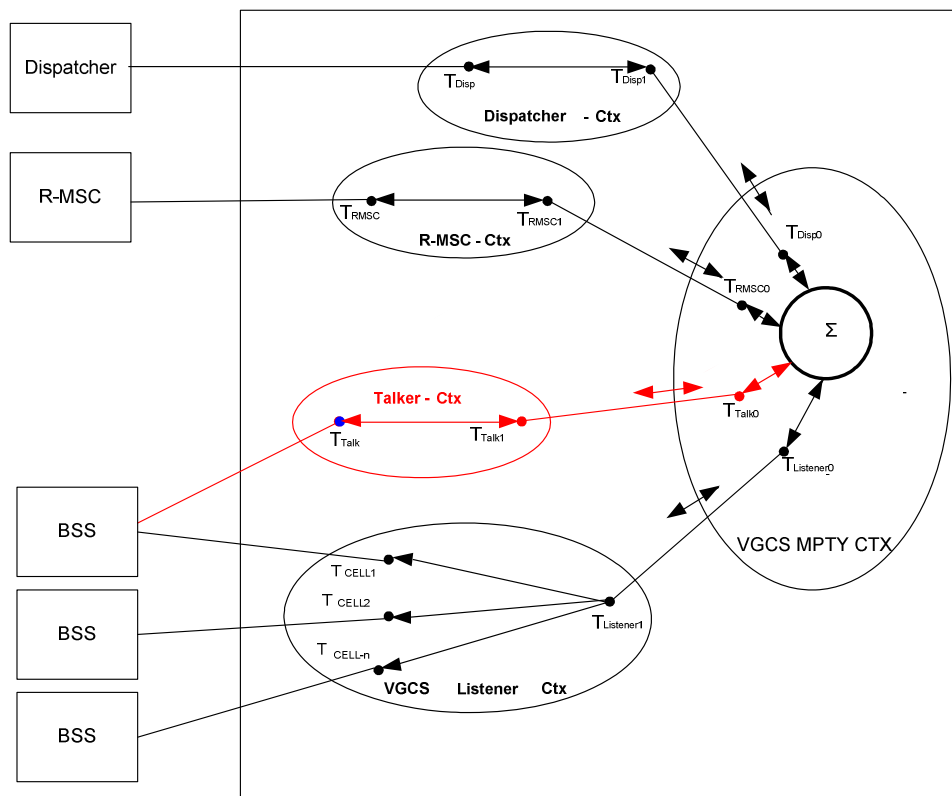 Dispatcher
TDisp
TDisp1
Dispatcher - Ctx
R-MSC
TRMSC
TRMSC1
R-MSC - Ctx
TDisp0
TRMSC0
Σ
Talker - Ctx
TTalk
TTalk1
TTalk0
-
TListener_0
BSS
VGCS MPTY CTX
T CELL1
T CELL2
TListener1
BSS
T CELL-n
VGCS Listener Ctx
BSS